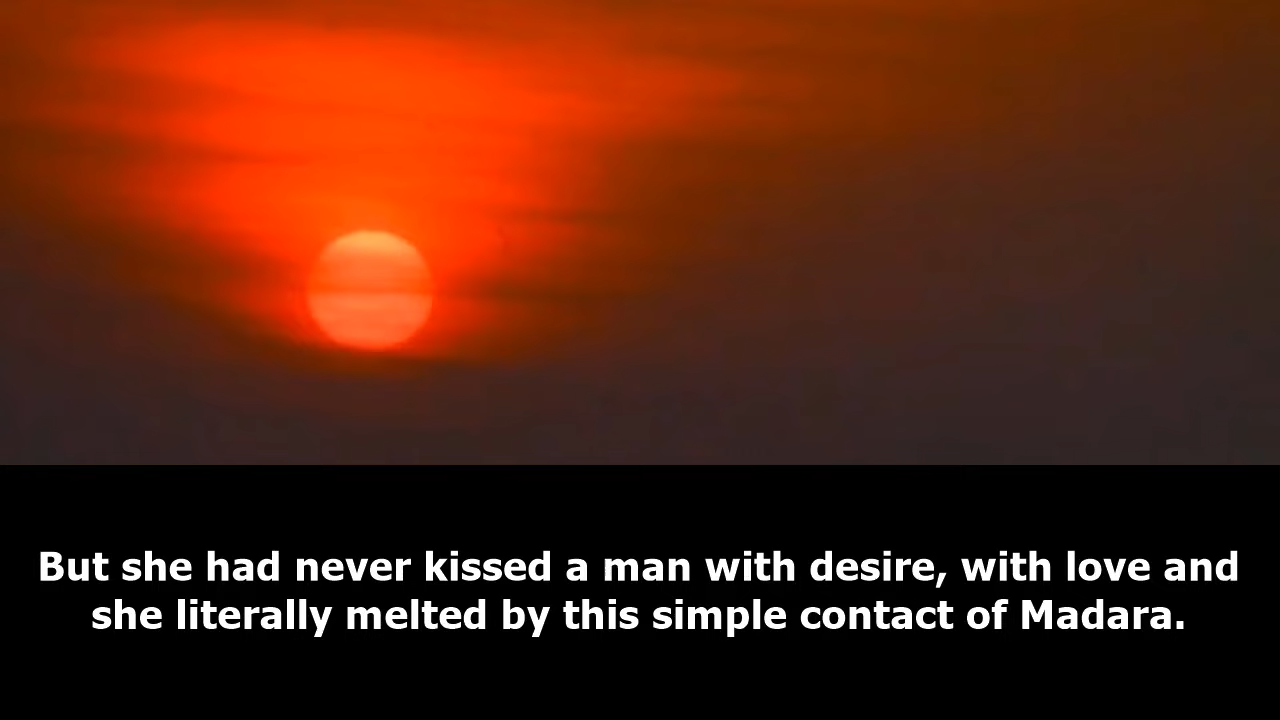 But she had never kissed a man with desire, with love and
she literally melted by this simple contact of Madara.